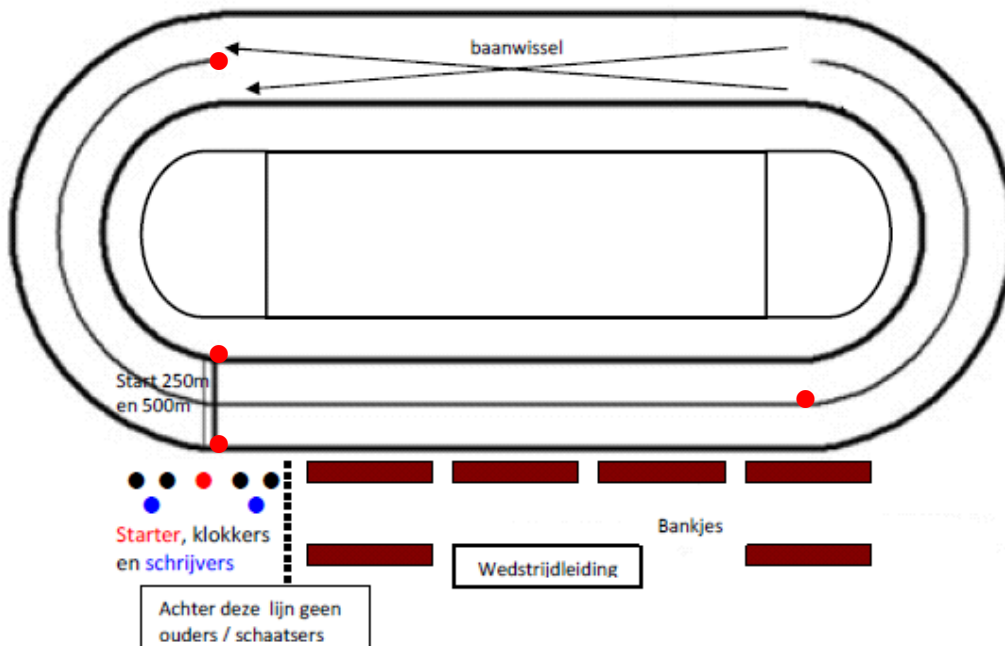 baanwissel
Start 250m
en 500m
Starter, klokkers
en schrijvers
Bankjes
Wedstrijdleiding
Achter deze lijn geen
ouders / schaatsers